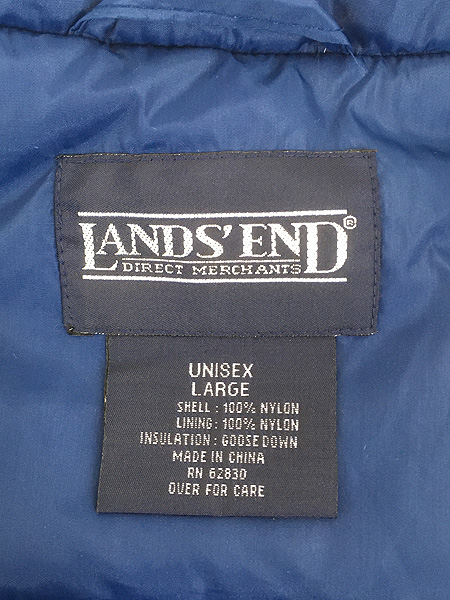 LANDS' END®
DIRECT MERCHANTS
UNISEX
LARGE
SHELL : 100% NYLON
LINING : 100% NYLON
INSULATION : GOOSE DOWN
MADE IN CHINA
RN 62830
OVER FOR CARE